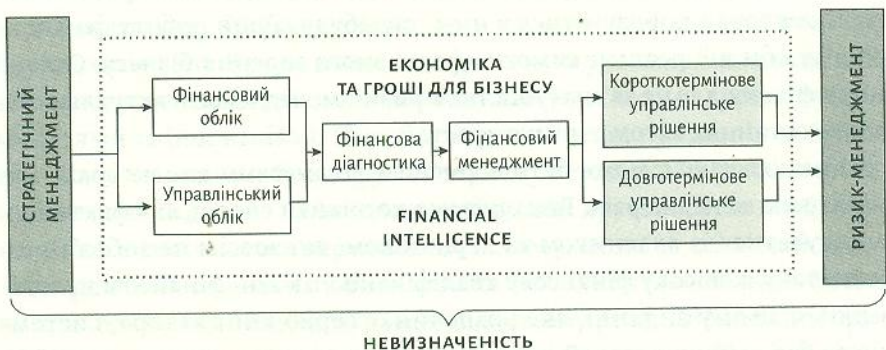 СТРАТЕГІЧНИЙ
МЕНЕДЖМЕНТ
Фінансовий
облік
Управлінський
облік
ЕКОНОМІКА
ТА ГРОШІ ДЛЯ БІЗНЕСУ
Фінансова
діагностика
Фінансовий
менеджмент
FINANCIAL
INTELLIGENCE
Короткотермінове
управлінське
рішення
Довготермінове
управлінське
рішення
РИЗИК-МЕНЕДЖМЕНТ
НЕВИЗНАЧЕНІСТЬ